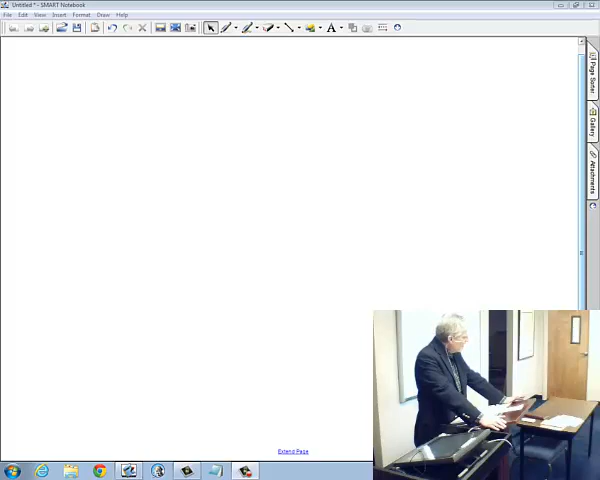 Untitled * - SMART Notebook
File Edit View Insert Format Draw Help
A
Page Sorter
Gallery
Attachments
Extend Page